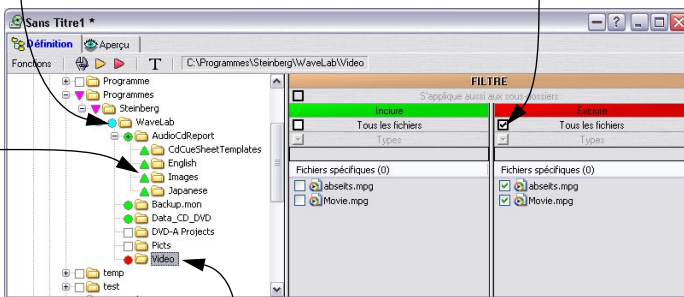 Sans Titre1 *
Définition Aperçu
Fonctions T C:\Programmes\Steinberg\WaveLab\Video
Programme
Programmes
Steinberg
WaveLab
AudioCdReport
CdCueSheetTemplates
English
Images
Japanese
Backup.mon
Data_CD_DVD
DVD-A Projects
Picts
Video
temp
test
FILTRE
S'applique aussi aux sous-dossiers
Inclure Exclure
Tous les fichiers Tous les fichiers
Types Types
Fichiers spécifiques (0) Fichiers spécifiques (0)
abseits.mpg abseits.mpg
Movie.mpg Movie.mpg